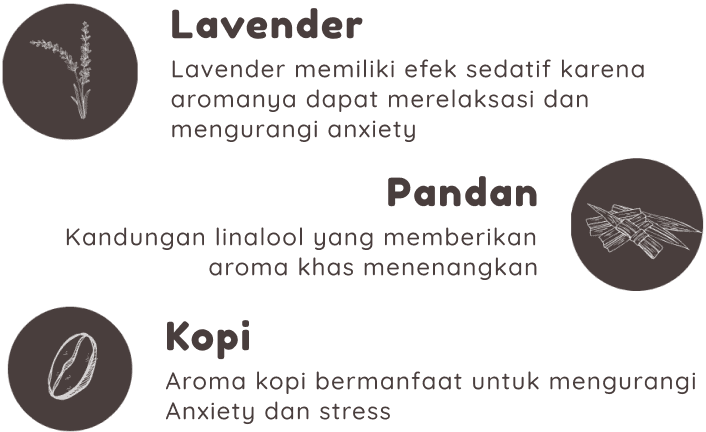 Lavender
Lavender memiliki efek sedatif karena
aromanya dapat merelaksasi dan
mengurangi anxiety
Pandan
Kandungan linalool yang memberikan
aroma khas menenangkan
Kopi
Aroma kopi bermanfaat untuk mengurangi
Anxiety dan stress